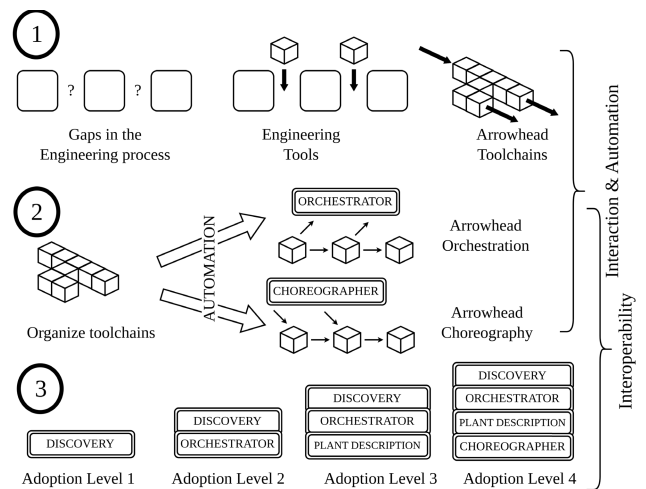 1
? ?
Gaps in the
Engineering process
Engineering
Tools
Arrowhead
Toolchains
Interaction & Automation
2
Organize toolchains
AUTOMATION
ORCHESTRATOR
Arrowhead
Orchestration
CHOREOGRAPHER
Arrowhead
Choreography
Interoperability
3
DISCOVERY
Adoption Level 1
DISCOVERY
ORCHESTRATOR
Adoption Level 2
DISCOVERY
ORCHESTRATOR
PLANT DESCRIPTION
Adoption Level 3
DISCOVERY
ORCHESTRATOR
PLANT DESCRIPTION
CHOREOGRAPHER
Adoption Level 4